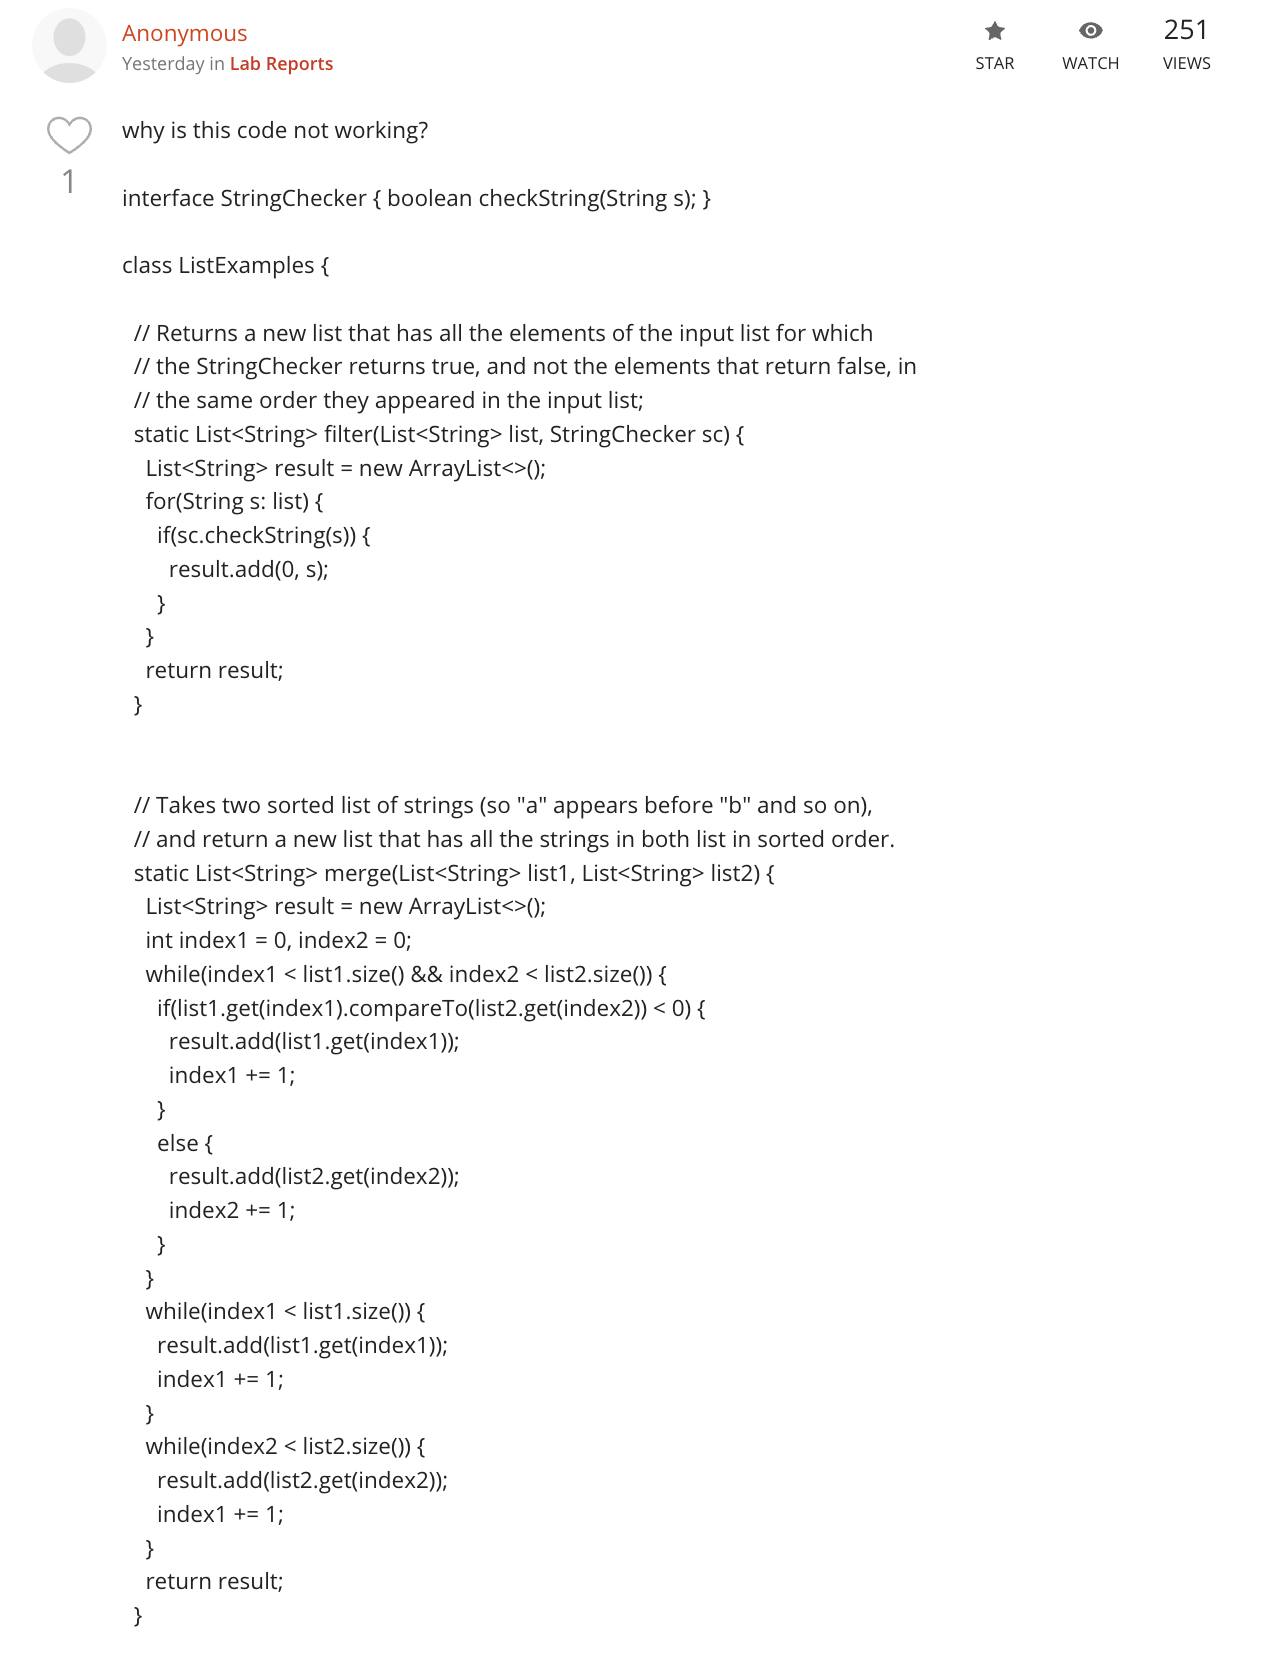 Anonymous
Yesterday in Lab Reports
STAR
WATCH
251
VIEWS
1
why is this code not working?
interface StringChecker { boolean checkString(String s); }
class ListExamples {
// Returns a new list that has all the elements of the input list for which
// the StringChecker returns true, and not the elements that return false, in
// the same order they appeared in the input list;
static List<String> filter(List<String> list, StringChecker sc) {
List<String> result = new ArrayList<>();
for(String s: list) {
if(sc.checkString(s)) {
result.add(0, s);
}
}
return result;
}
// Takes two sorted list of strings (so "a" appears before "b" and so on),
// and return a new list that has all the strings in both list in sorted order.
static List<String> merge(List<String> list1, List<String> list2) {
List<String> result = new ArrayList<>();
int index1 = 0, index2 = 0;
while(index1 < list1.size() && index2 < list2.size()) {
if(list1.get(index1).compareTo(list2.get(index2)) < 0) {
result.add(list1.get(index1));
index1 += 1;
}
else {
result.add(list2.get(index2));
index2 += 1;
}
}
while(index1 < list1.size()) {
result.add(list1.get(index1));
index1 += 1;
}
while(index2 < list2.size()) {
result.add(list2.get(index2));
index1 += 1;
}
return result;
}